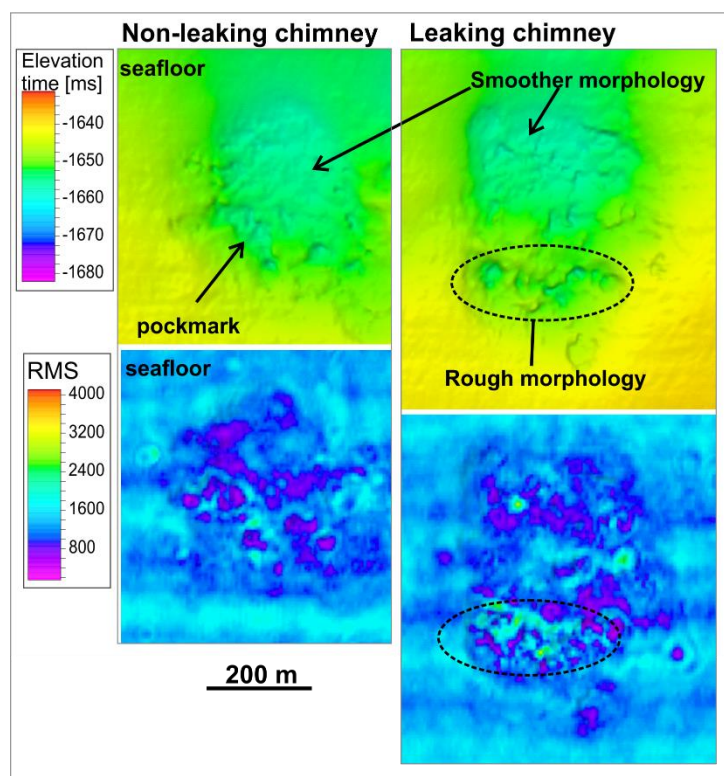 Non-leaking chimney
Leaking chimney
Elevation
time [ms]
-1640
-1650
-1660
-1670
-1680
seafloor
Smoother morphology
pockmark
Rough morphology
RMS
4000
3200
2400
1600
800
seafloor
200 m